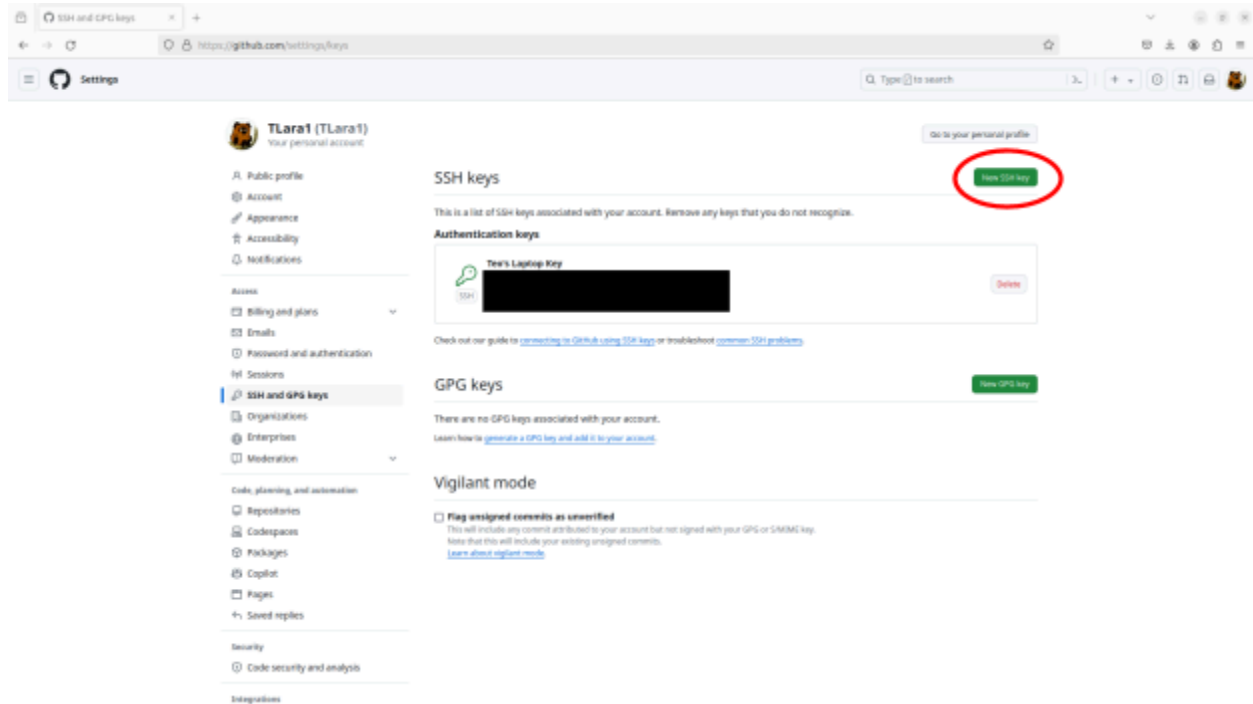 SSH and GPG keys
https://github.com/settings/keys
Settings
Type / to search
TLara1 (TLara1)
Your personal account
Go to your personal profile
Public profile
Account
Appearance
Accessibility
Notifications
Access
Billing and plans
Emails
Password and authentication
Sessions
SSH and GPG keys
Organizations
Enterprises
Moderation
Code, planning, and automation
Repositories
Codespaces
Packages
Copilot
Pages
Saved replies
Security
Code security and analysis
Integrations
SSH keys
New SSH key
This is a list of SSH keys associated with your account. Remove any keys that you do not recognize.
Authentication keys
Tee's Laptop Key
SSH
Delete
Check out our guide to connecting to GitHub using SSH keys or troubleshoot common SSH problems.
GPG keys
New GPG key
There are no GPG keys associated with your account.
Learn how to generate a GPG key and add it to your account.
Vigilant mode
Flag unsigned commits as unverified
This will include any commit attributed to your account but not signed with your GPG or S/MIME key.
Note that this will include your existing unsigned commits.
Learn about vigilant mode.